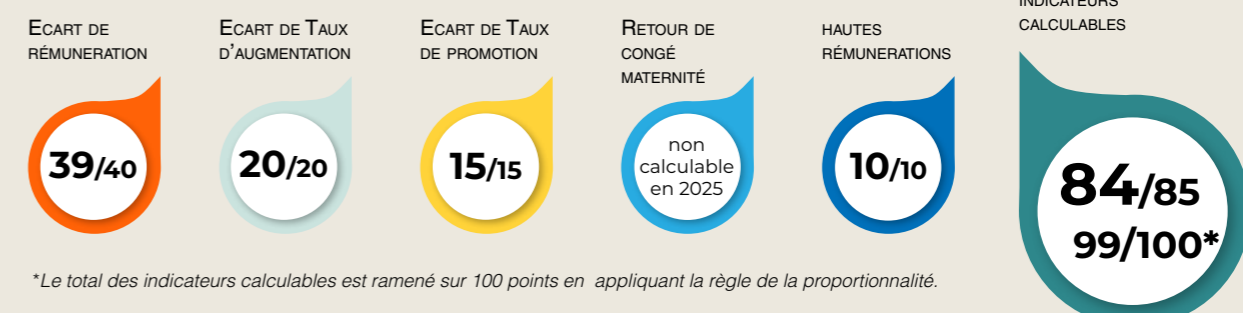 ECART DE
RÉMUNERATION
39/40
ECART DE TAUX
D'AUGMENTATION
20/20
ECART DE TAUX
DE PROMOTION
15/15
RETOUR DE
CONGÉ
MATERNITÉ
non
calculable
en 2025
HAUTES
RÉMUNERATIONS
10/10
INDICATEURS
CALCULABLES
84/85
99/100*
*Le total des indicateurs calculables est ramené sur 100 points en appliquant la règle de la proportionnalité.